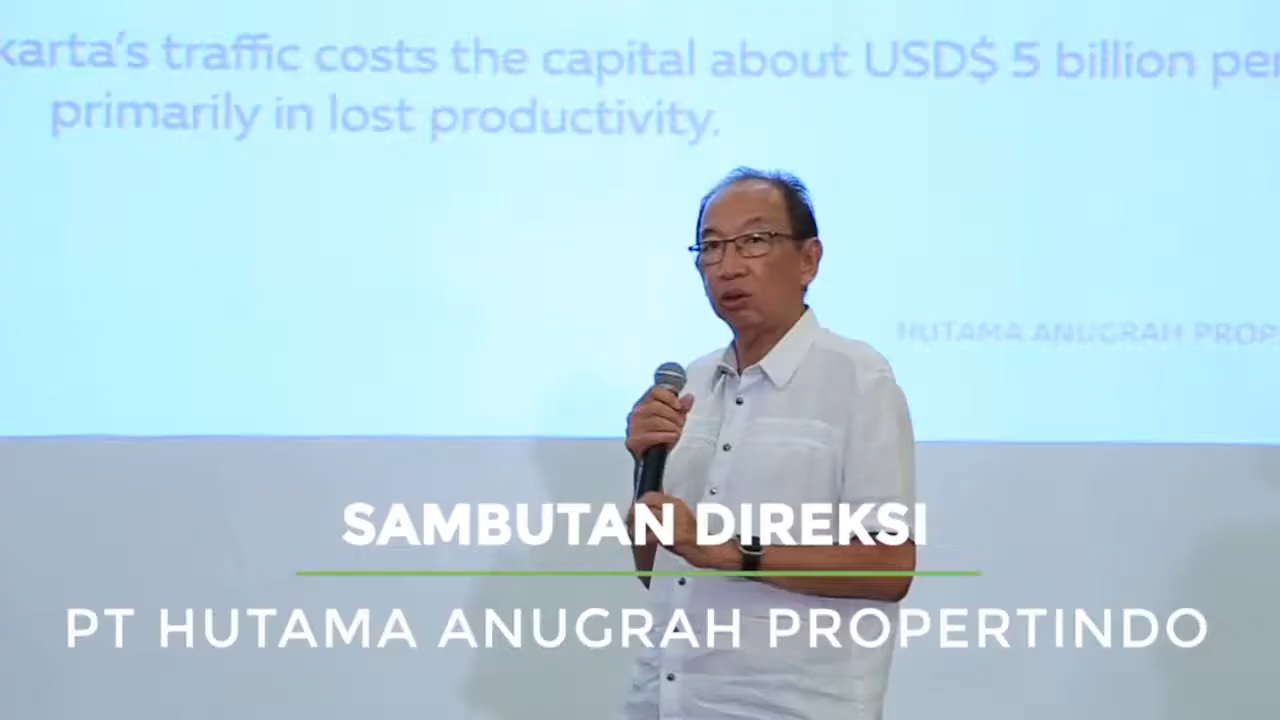 karta's traffic costs the capital about USD$ 5 billion per
primarily in lost productivity.
HUTAMA ANUGRAH PROP
SAMBUTAN DIREKSI
PT HUTAMA ANUGRAH PROPERTINDO